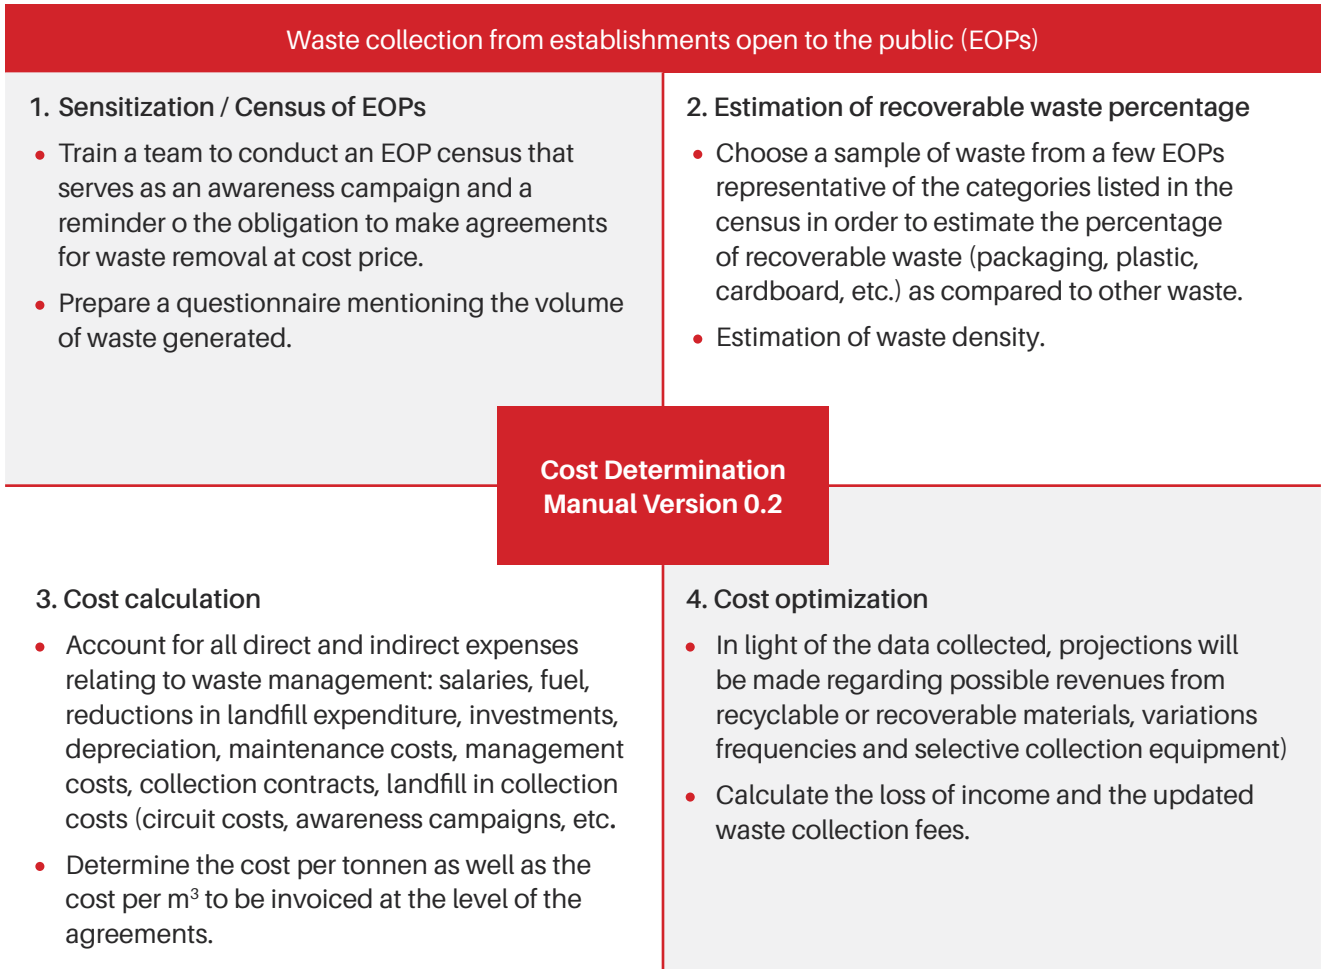 Waste collection from establishments open to the public (EOPs)
1. Sensitization / Census of EOPs
• Train a team to conduct an EOP census that
serves as an awareness campaign and a
reminder o the obligation to make agreements
for waste removal at cost price.
• Prepare a questionnaire mentioning the volume
of waste generated.
2. Estimation of recoverable waste percentage
• Choose a sample of waste from a few EOPs
representative of the categories listed in the
census in order to estimate the percentage
of recoverable waste (packaging, plastic,
cardboard, etc.) as compared to other waste.
• Estimation of waste density.
Cost Determination
Manual Version 0.2
3. Cost calculation
• Account for all direct and indirect expenses
relating to waste management: salaries, fuel,
reductions in landfill expenditure, investments,
depreciation, maintenance costs, management
costs, collection contracts, landfill in collection
costs (circuit costs, awareness campaigns, etc.
• Determine the cost per tonnen as well as the
cost per m³ to be invoiced at the level of the
agreements.
4. Cost optimization
• In light of the data collected, projections will
be made regarding possible revenues from
recyclable or recoverable materials, variations
frequencies and selective collection equipment)
• Calculate the loss of income and the updated
waste collection fees.